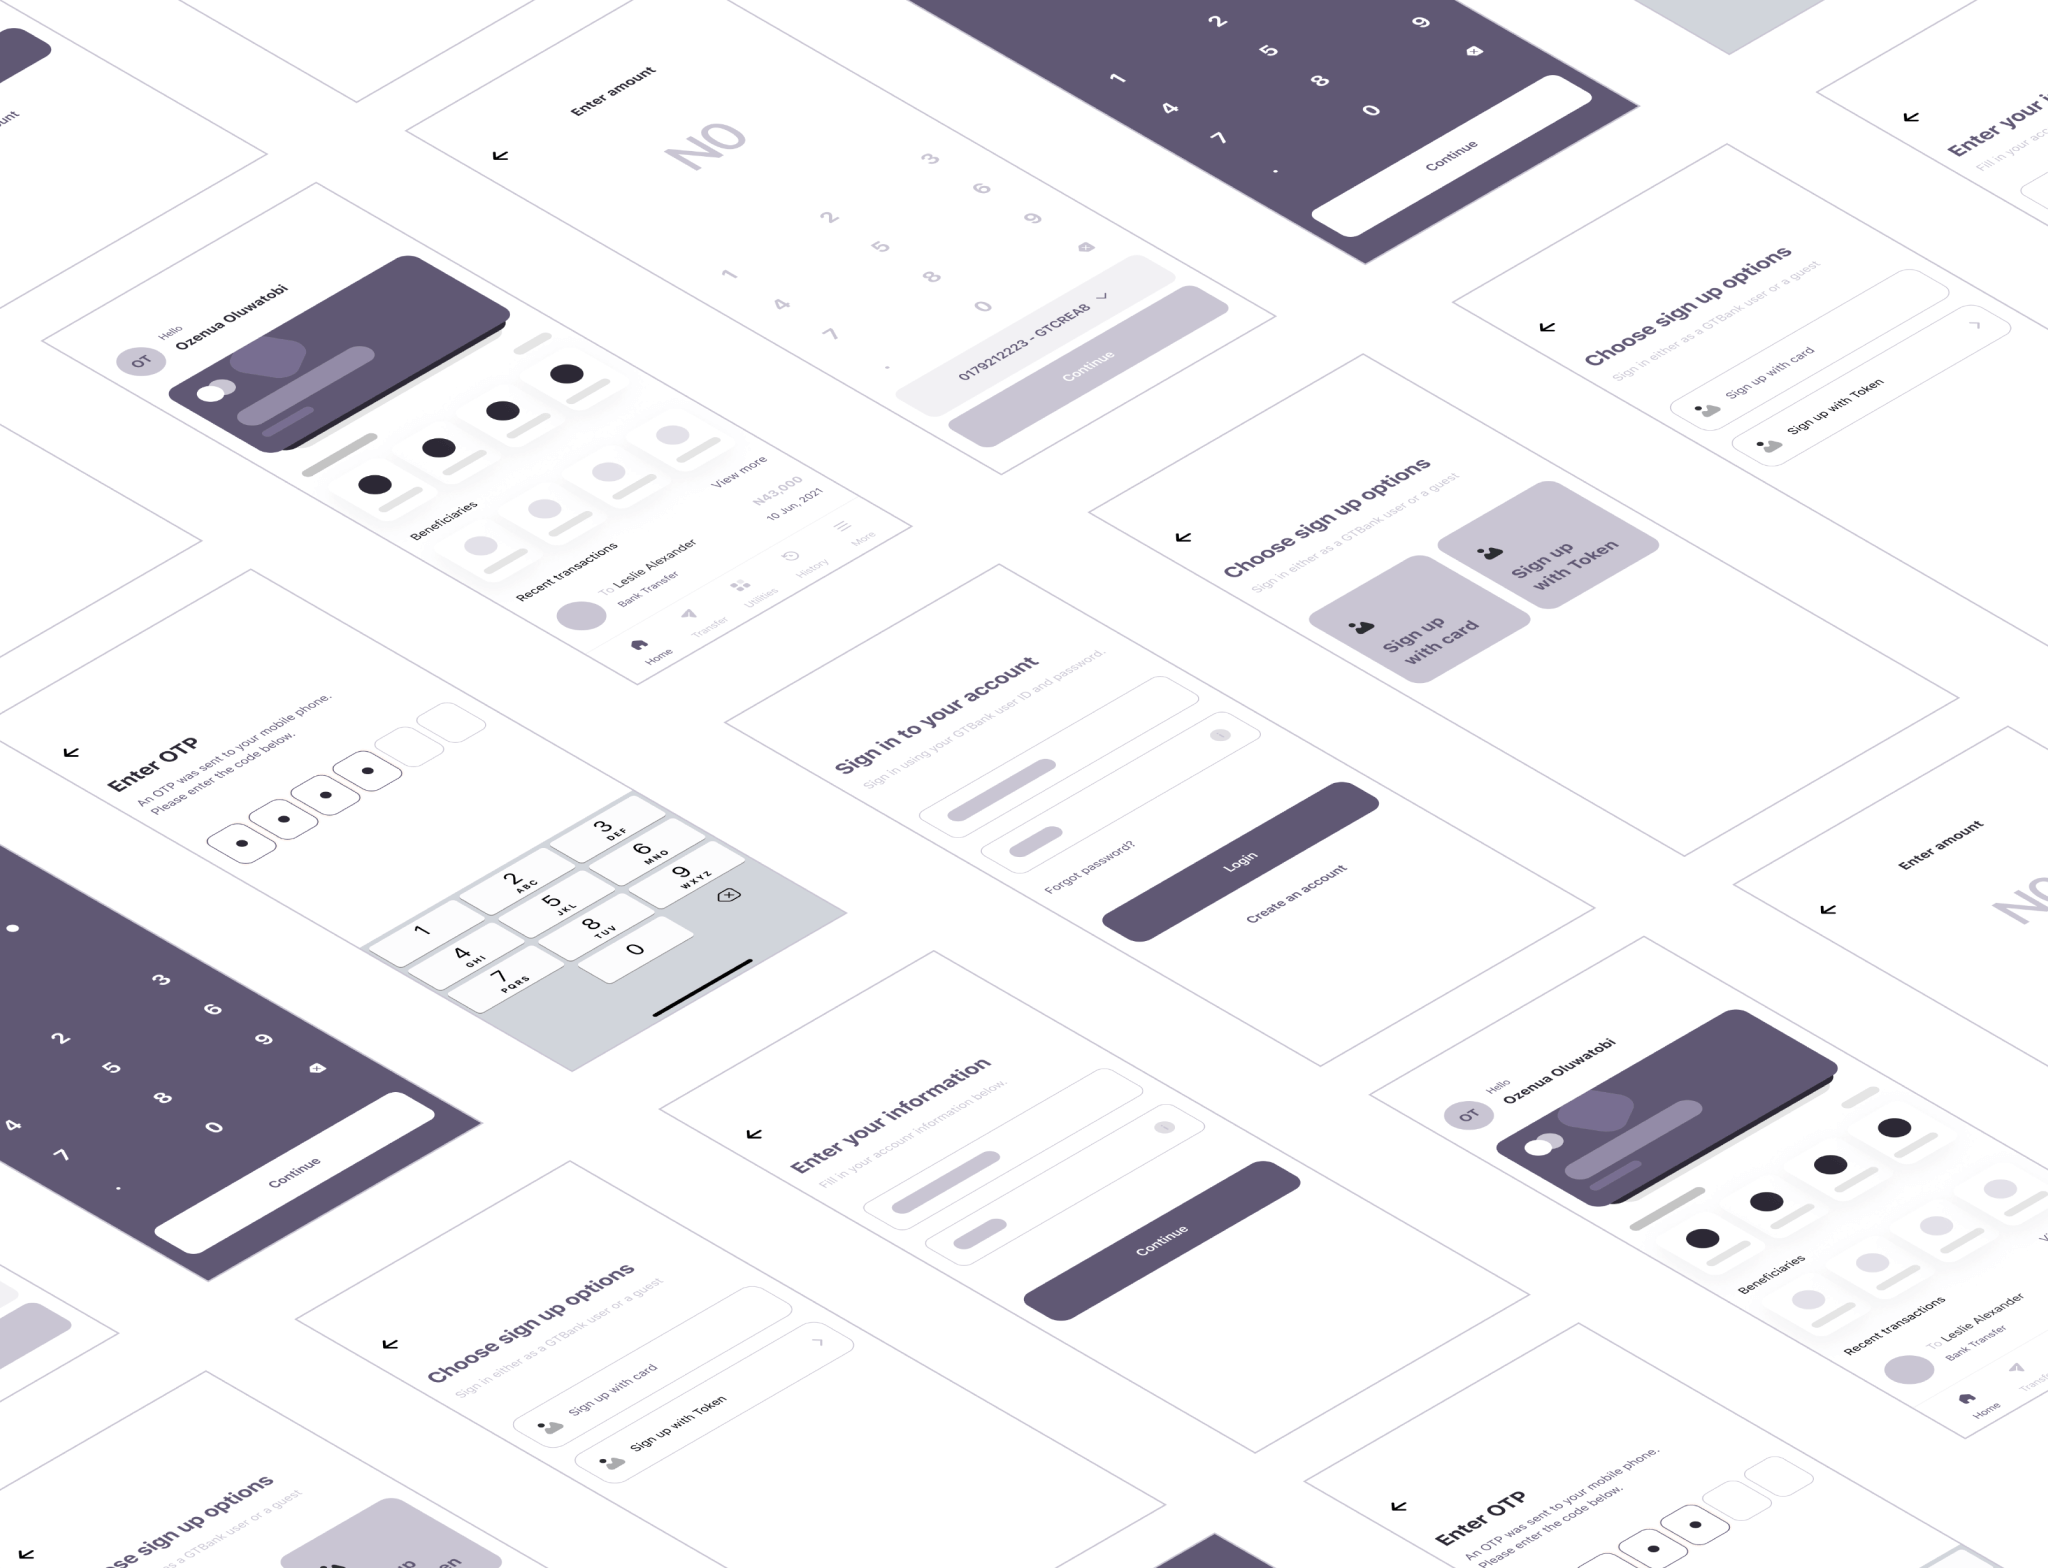 Enter amount
N0
1
2
3
4
5
6
7
8
9
.
0
0179212223 - GTCREA8
Continue
1
2
4
5
7
8
9
.
0
Continue
Hello
OT
Ozenua Oluwatobi
Beneficiaries
Recent transactions
View more
To Leslie Alexander
N43,000
Bank Transfer
10 Jun, 2021
Home
Transfer
Utilities
History
More
Choose sign up options
Sign in either as a GTBank user or a guest
Sign up with card
Sign up with Token
Choose sign up options
Sign in either as a GTBank user or a guest
Sign up
with card
Sign up
with Token
Enter OTP
An OTP was sent to your mobile phone.
Please enter the code below.
1
2
ABC
3
DEF
4
GHI
5
JKL
6
MNO
7
PQRS
8
TUV
9
WXYZ
0
Sign in to your account
Sign in using your GTBank user ID and password.
Forgot password?
Login
Create an account
Enter amount
2
3
4
5
6
7
8
9
.
0
Continue
Enter your information
Fill in your account information below.
Continue
Hello
OT
Ozenua Oluwatobi
Beneficiaries
Recent transactions
To Leslie Alexander
Bank Transfer
Home
Choose sign up options
Sign in either as a GTBank user or a guest
Sign up with card
Sign up with Token
sign up options
as a GTBank user or a guest
Enter OTP
An OTP was sent to your mobile phone.
Please enter the code below.